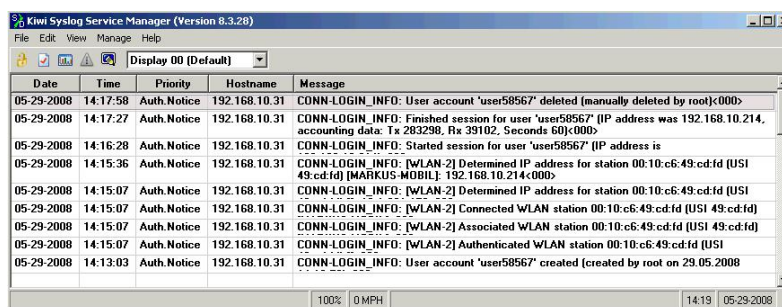 Kiwi Syslog Service Manager (Version 8.3.28)
File Edit View Manage Help
Display 00 (Default)
Date Time Priority Hostname Message
05-29-2008 14:17:58 Auth.Notice 192.168.10.31 CONN-LOGIN_INFO: User account 'user58567' deleted (manually deleted by root)<000>
05-29-2008 14:17:27 Auth.Notice 192.168.10.31 CONN-LOGIN_INFO: Finished session for user 'user58567' (IP address was 192.168.10.214,
accounting data: Tx 283298, Rx 39102, Seconds 60)<000>
05-29-2008 14:16:28 Auth.Notice 192.168.10.31 CONN-LOGIN_INFO: Started session for user 'user58567' (IP address is
05-29-2008 14:15:36 Auth.Notice 192.168.10.31 CONN-LOGIN_INFO: [WLAN-2] Determined IP address for station 00:10:c6:49:cd:fd (USI
49:cd:fd) [MARKUS-MOBIL]: 192.168.10.214<000>
05-29-2008 14:15:07 Auth.Notice 192.168.10.31 CONN-LOGIN_INFO: [WLAN-2] Determined IP address for station 00:10:c6:49:cd:fd (USI
05-29-2008 14:15:07 Auth.Notice 192.168.10.31 CONN-LOGIN_INFO: [WLAN-2] Connected WLAN station 00:10:c6:49:cd:fd (USI 49:cd:fd)
05-29-2008 14:15:07 Auth.Notice 192.168.10.31 CONN-LOGIN_INFO: [WLAN-2] Associated WLAN station 00:10:c6:49:cd:fd (USI 49:cd:fd)
05-29-2008 14:15:07 Auth.Notice 192.168.10.31 CONN-LOGIN_INFO: [WLAN-2] Authenticated WLAN station 00:10:c6:49:cd:fd (USI
05-29-2008 14:13:03 Auth.Notice 192.168.10.31 CONN-LOGIN_INFO: User account 'user58567' created (created by root on 29.05.2008
100% 0 MPH 14:19 05-29-2008